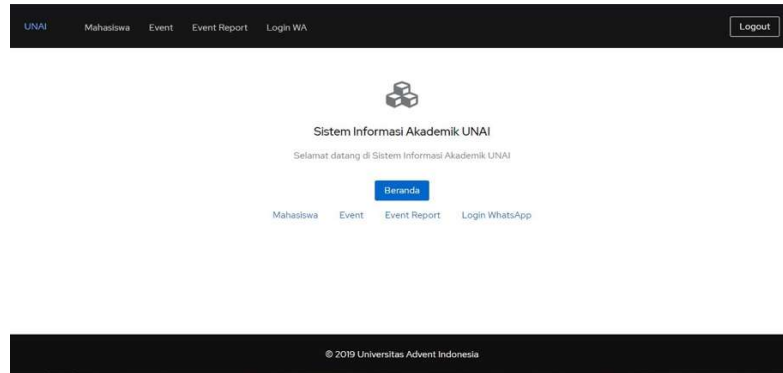 UNAI Mahasiswa Event Event Report Login WA Logout
Sistem Informasi Akademik UNAI
Selamat datang di Sistem Informasi Akademik UNAI
Beranda
Mahasiswa Event Event Report Login WhatsApp
© 2019 Universitas Advent Indonesia